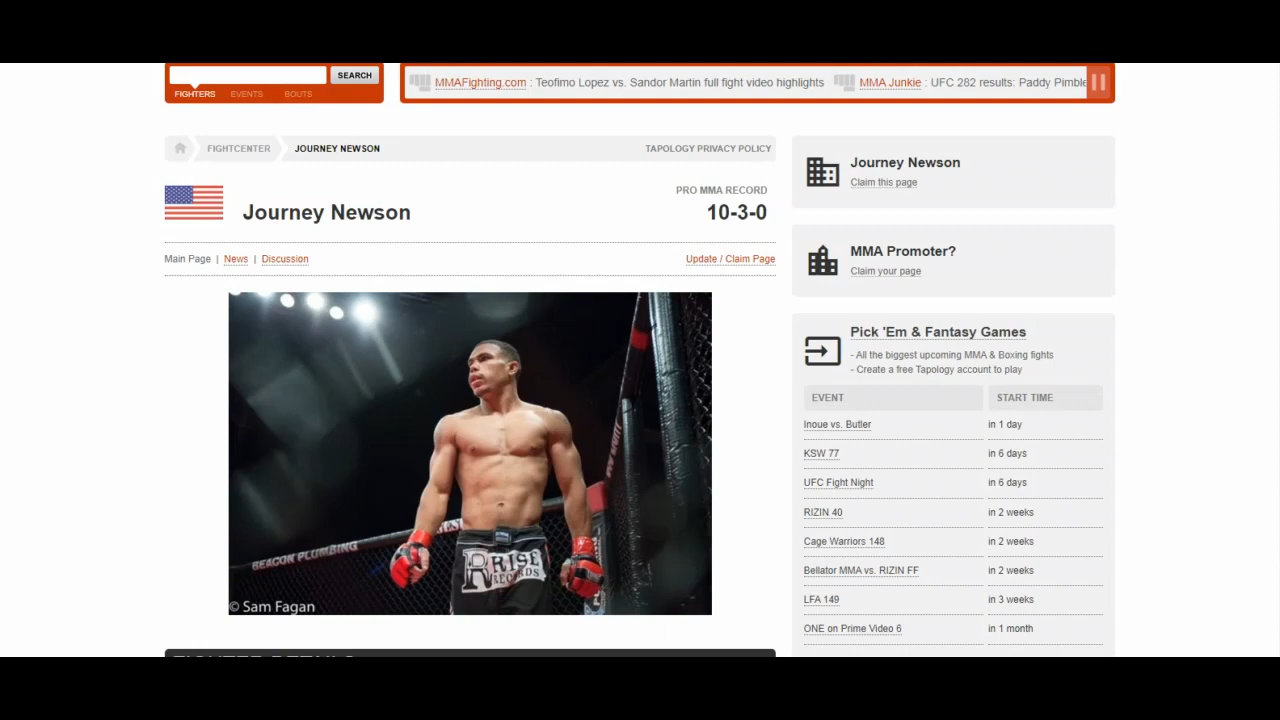 SEARCH
FIGHTERS EVENTS BOUTS
MMAFighting.com : Teofimo Lopez vs. Sandor Martin full fight video highlights MMA Junkie : UFC 282 results: Paddy Pimble
FIGHTCENTER JOURNEY NEWSON TAPOLOGY PRIVACY POLICY
PRO MMA RECORD
Journey Newson 10-3-0
Main Page | News | Discussion Update / Claim Page
BEACON PLUMBING
RISE
RECORDS
© Sam Fagan
FIGHTER DETAILS
Journey Newson
Claim this page
MMA Promoter?
Claim your page
Pick 'Em & Fantasy Games
- All the biggest upcoming MMA & Boxing fights
- Create a free Tapology account to play
EVENT START TIME
Inoue vs. Butler in 1 day
KSW 77 in 6 days
UFC Fight Night in 6 days
RIZIN 40 in 2 weeks
Cage Warriors 148 in 2 weeks
Bellator MMA vs. RIZIN FF in 2 weeks
LFA 149 in 3 weeks
ONE on Prime Video 6 in 1 month